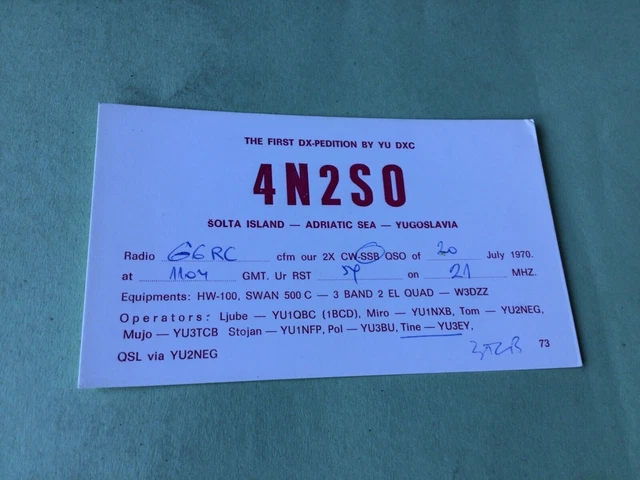 THE FIRST DX-PEDITION BY YU DXC
4N2SO
ŠOLTA ISLAND — ADRIATIC SEA — YUGOSLAVIA
Radio G6RC cfm our 2X CW-SSB QSO of 20 July 1970.
at 1104 GMT. Ur RST 59 on 21 MHZ.
Equipments: HW-100, SWAN 500 C — 3 BAND 2 EL QUAD — W3DZZ
Operators: Ljube — YU1QBC (1BCD), Miro — YU1NXB, Tom — YU2NEG,
Mujo — YU3TCB Stojan — YU1NFP, Pol — YU3BU, Tine — YU3EY,
3TCB 73
QSL via YU2NEG